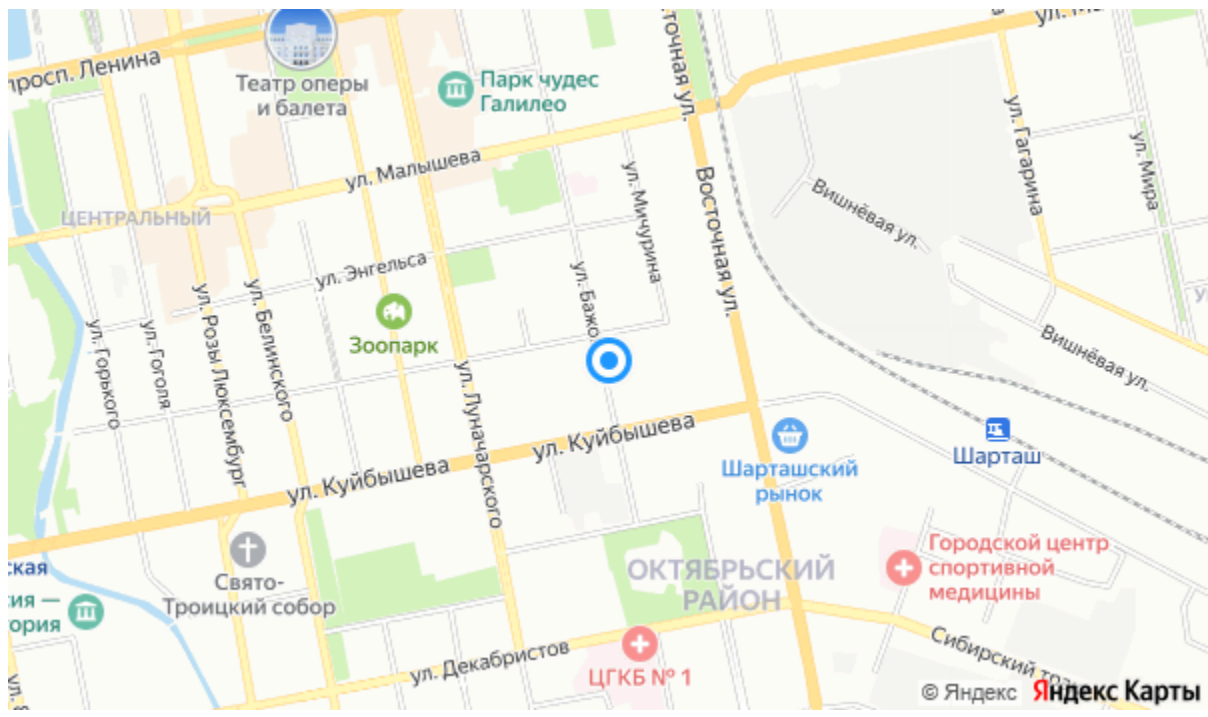 просп. Ленина
Театр оперы
и балета
Парк чудес
Галилео
ул. Малышева
ул. Мичурина
Восточная ул.
ул. Гагарина
ул. Мира
Вишнёвая ул.
ЦЕНТРАЛЬНЫЙ
ул. Энгельса
Зоопарк
ул. Горького
ул. Гоголя
ул. Розы Люксембург
ул. Белинского
ул. Луначарского
Вишнёвая ул.
ул. Куйбышева
ул. Куйбышева
Шарташский
рынок
Шарташ
Свято-
Троицкий собор
ОКТЯБРЬСКИЙ
РАЙОН
Городской центр
спортивной
медицины
ул. Декабристов
ЦГКБ № 1
Сибирский
© Яндекс Яндекс Карты